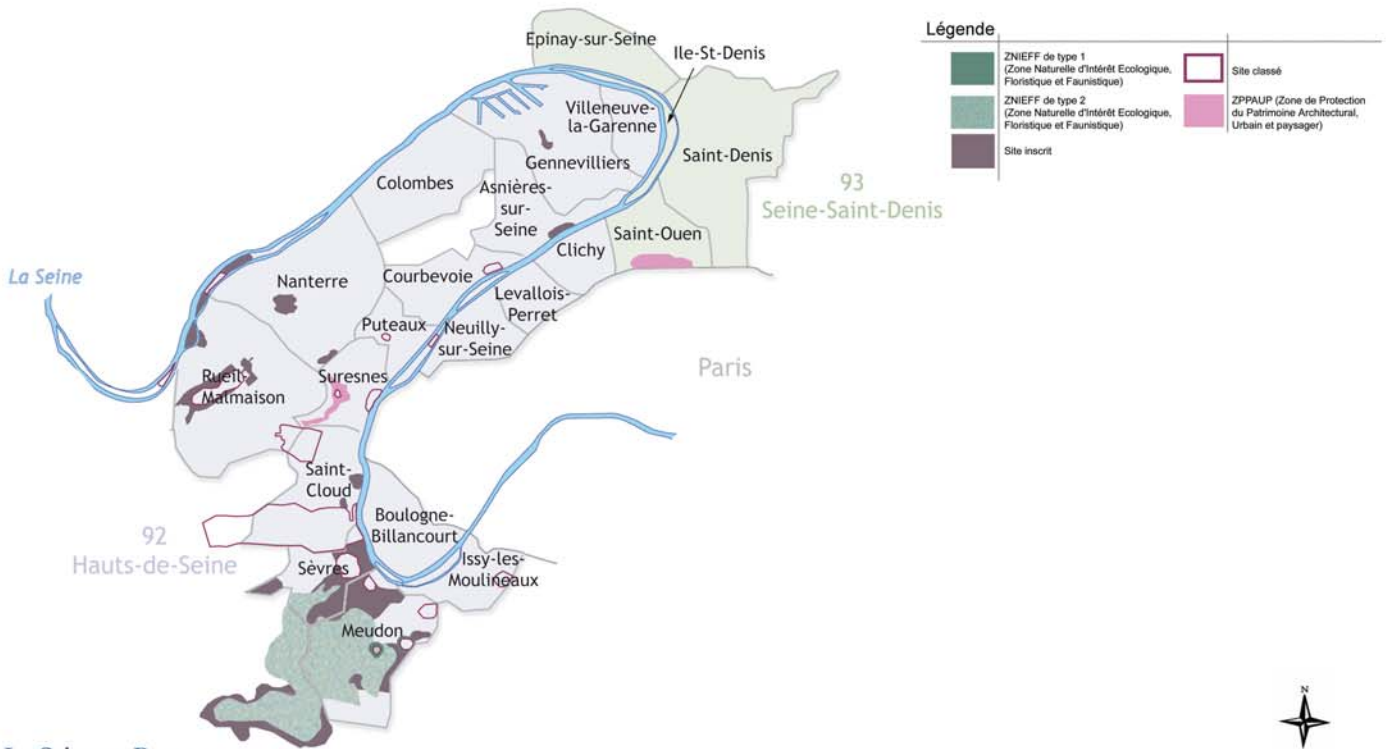 Légende
ZNIEFF de type 1
(Zone Naturelle d'Intérêt Ecologique,
Floristique et Faunistique)
ZNIEFF de type 2
(Zone Naturelle d'Intérêt Ecologique,
Floristique et Faunistique)
Site inscrit
Site classé
ZPPAUP (Zone de Protection
du Patrimoine Architectural,
Urbain et paysager)
Epinay-sur-Seine
Ile-St-Denis
Villeneuve-
la-Garenne
Gennevilliers
Saint-Denis
Colombes
Asnières-
sur-
Seine
93
Seine-Saint-Denis
Saint-Ouen
Clichy
La Seine
Nanterre
Courbevoie
Levallois-
Perret
Puteaux
Neuilly-
sur-Seine
Paris
Rueil-
Malmaison
Suresnes
Saint-
Cloud
Boulogne-
Billancourt
92
Hauts-de-Seine
Sèvres
Issy-les-
Moulineaux
Meudon
N